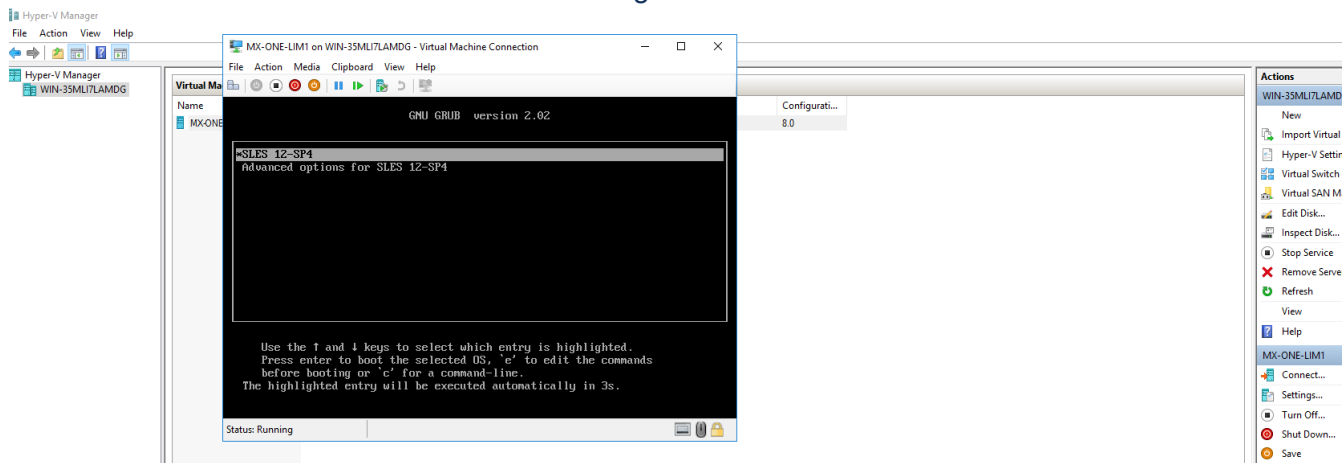 Hyper-V Manager
File Action View Help
Hyper-V Manager
WIN-35MLI7LAMDG
Virtual Ma
Name
MX-ONE
Configurati...
8.0
MX-ONE-LIM1 on WIN-35MLI7LAMDG - Virtual Machine Connection
File Action Media Clipboard View Help
GNU GRUB version 2.02
*SLES 12-SP4
Advanced options for SLES 12-SP4
Use the ↑ and ↓ keys to select which entry is highlighted.
Press enter to boot the selected OS, `e' to edit the commands
before booting or `c' for a command-line.
The highlighted entry will be executed automatically in 3s.
Status: Running
Actions
WIN-35MLI7LAMD
New
Import Virtual
Hyper-V Settin
Virtual Switch
Virtual SAN M
Edit Disk...
Inspect Disk...
Stop Service
Remove Serve
Refresh
View
Help
MX-ONE-LIM1
Connect...
Settings...
Turn Off...
Shut Down...
Save